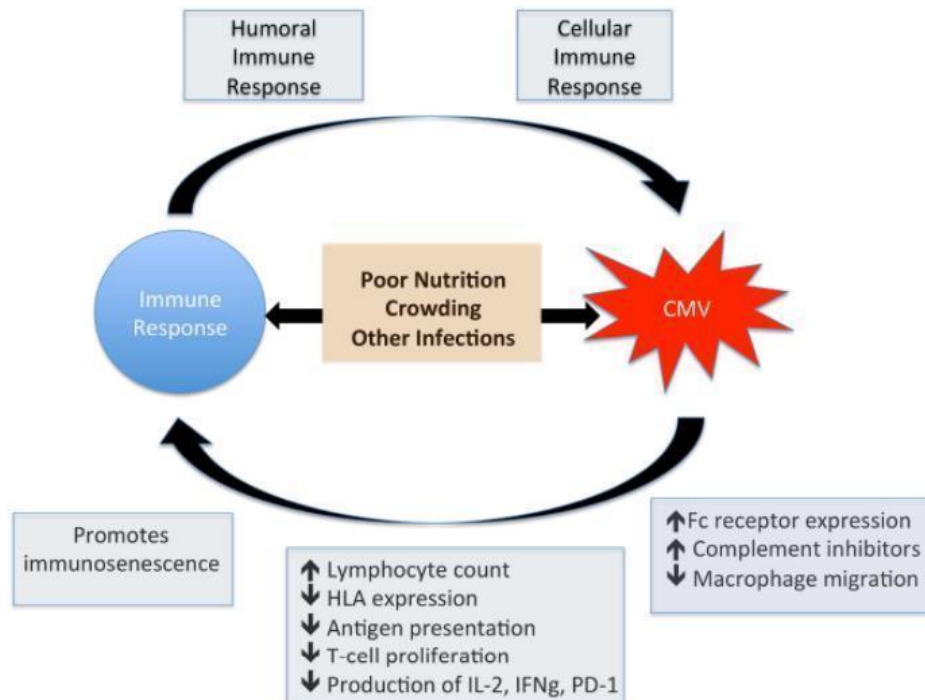 Humoral
Immune
Response
Cellular
Immune
Response
Immune
Response
Poor Nutrition
Crowding
Other Infections
CMV
Promotes
immunosenescence
↑ Lymphocyte count
↓ HLA expression
↓ Antigen presentation
↓ T-cell proliferation
↓ Production of IL-2, IFNg, PD-1
↑Fc receptor expression
↑ Complement inhibitors
↓ Macrophage migration